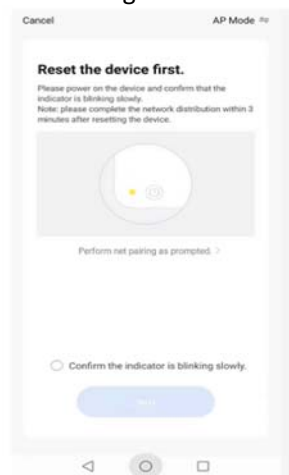 Cancel AP Mode
Reset the device first.
Please power on the device and confirm that the
indicator is blinking slowly.
Note: please complete the network distribution within 3
minutes after resetting the device.
Perform net pairing as prompted. >
Confirm the indicator is blinking slowly.
Next